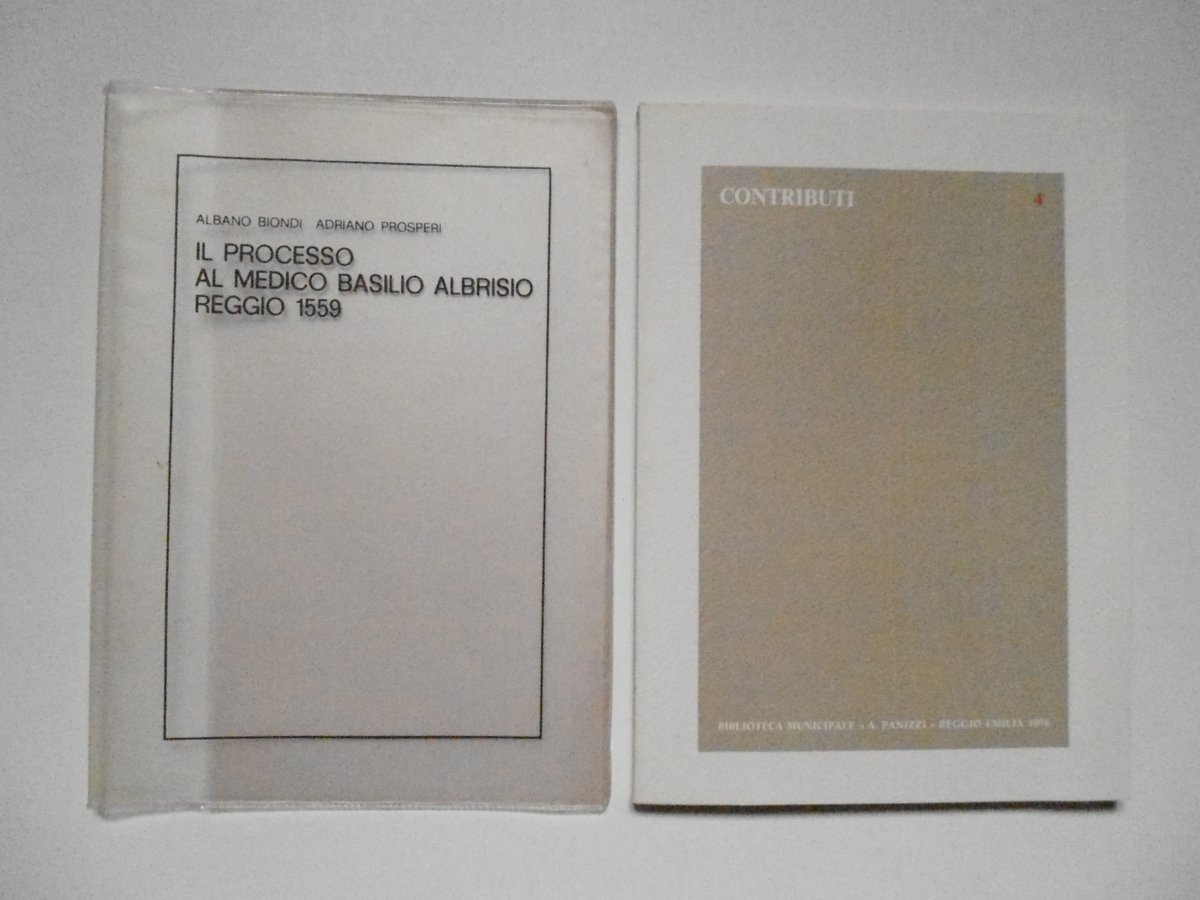 ALBANO BIONDI ADRIANO PROSPERI
IL PROCESSO
AL MEDICO BASILIO ALBRISIO
REGGIO 1559
CONTRIBUTI 4
BIBLIOTECA MUNICIPALE « A. PANIZZI » REGGIO EMILIA